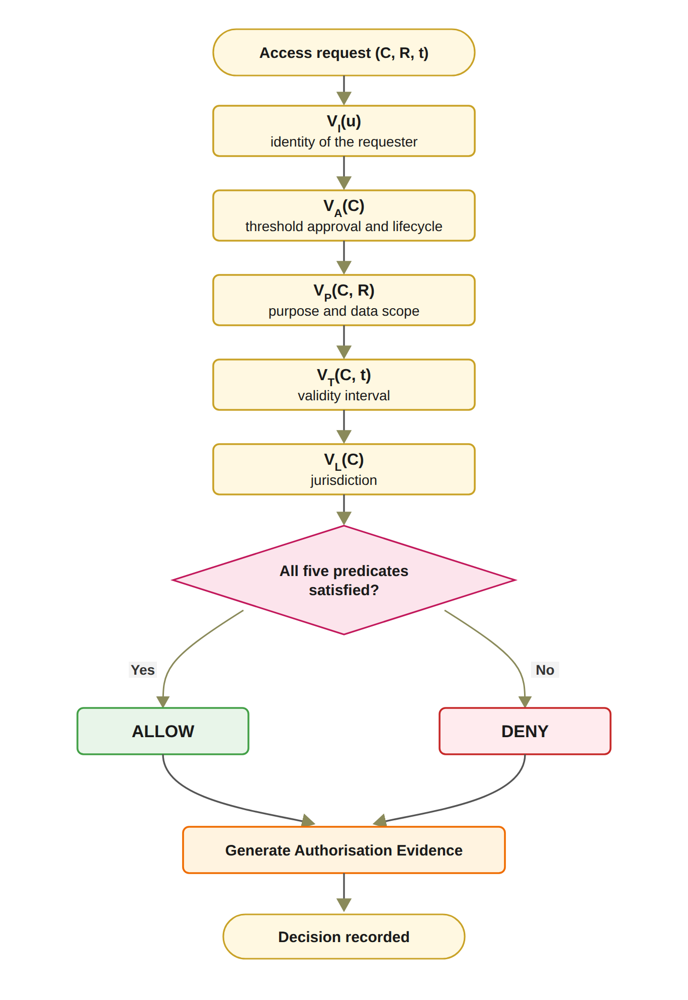 Access request (C, R, t)
V_I(u)
identity of the requester
V_A(C)
threshold approval and lifecycle
V_P(C, R)
purpose and data scope
V_T(C, t)
validity interval
V_L(C)
jurisdiction
All five predicates
satisfied?
Yes
No
ALLOW
DENY
Generate Authorisation Evidence
Decision recorded